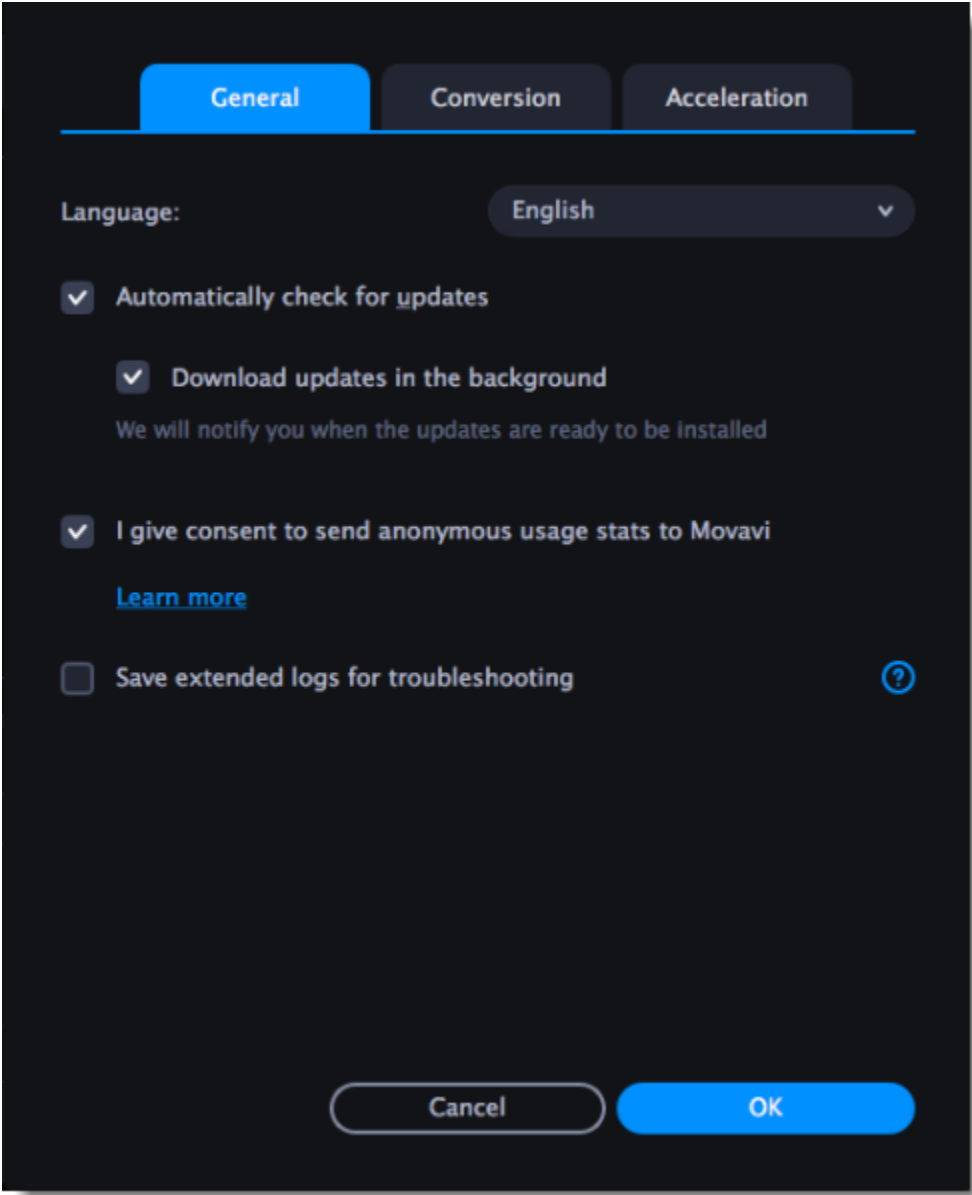 General Conversion Acceleration
Language: English
Automatically check for updates
Download updates in the background
We will notify you when the updates are ready to be installed
I give consent to send anonymous usage stats to Movavi
Learn more
Save extended logs for troubleshooting ?
Cancel OK